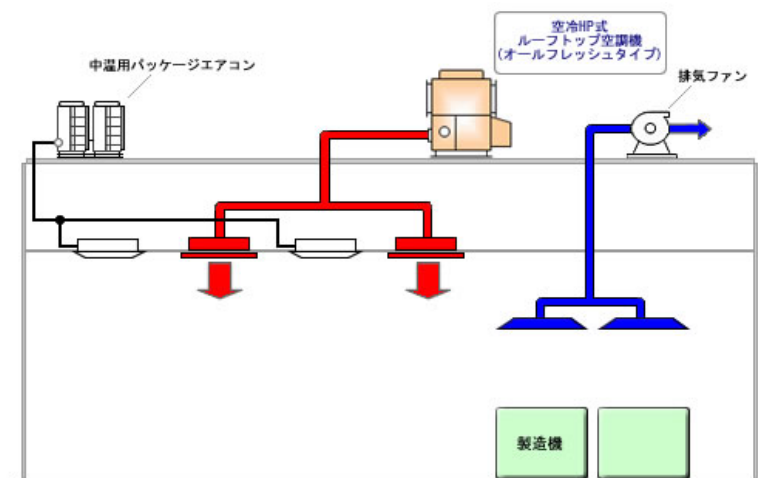 空冷HP式
ルーフトップ空調機
(オールフレッシュタイプ)
中温用パッケージエアコン
排気ファン
製造機